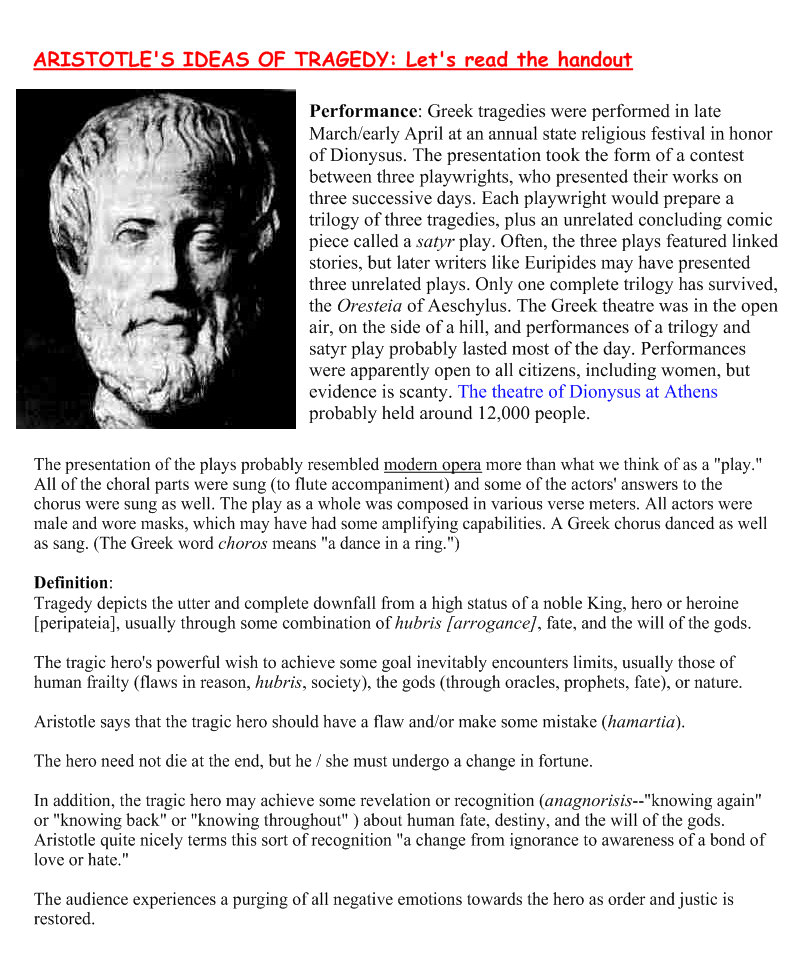 ARISTOTLE'S IDEAS OF TRAGEDY: Let's read the handout
Performance: Greek tragedies were performed in late
March/early April at an annual state religious festival in honor
of Dionysus. The presentation took the form of a contest
between three playwrights, who presented their works on
three successive days. Each playwright would prepare a
trilogy of three tragedies, plus an unrelated concluding comic
piece called a satyr play. Often, the three plays featured linked
stories, but later writers like Euripides may have presented
three unrelated plays. Only one complete trilogy has survived,
the Oresteia of Aeschylus. The Greek theatre was in the open
air, on the side of a hill, and performances of a trilogy and
satyr play probably lasted most of the day. Performances
were apparently open to all citizens, including women, but
evidence is scanty. The theatre of Dionysus at Athens
probably held around 12,000 people.
The presentation of the plays probably resembled modern opera more than what we think of as a "play."
All of the choral parts were sung (to flute accompaniment) and some of the actors' answers to the
chorus were sung as well. The play as a whole was composed in various verse meters. All actors were
male and wore masks, which may have had some amplifying capabilities. A Greek chorus danced as well
as sang. (The Greek word choros means "a dance in a ring.")
Definition:
Tragedy depicts the utter and complete downfall from a high status of a noble King, hero or heroine
[peripateia], usually through some combination of hubris [arrogance], fate, and the will of the gods.
The tragic hero's powerful wish to achieve some goal inevitably encounters limits, usually those of
human frailty (flaws in reason, hubris, society), the gods (through oracles, prophets, fate), or nature.
Aristotle says that the tragic hero should have a flaw and/or make some mistake (hamartia).
The hero need not die at the end, but he / she must undergo a change in fortune.
In addition, the tragic hero may achieve some revelation or recognition (anagnorisis--"knowing again"
or "knowing back" or "knowing throughout" ) about human fate, destiny, and the will of the gods.
Aristotle quite nicely terms this sort of recognition "a change from ignorance to awareness of a bond of
love or hate."
The audience experiences a purging of all negative emotions towards the hero as order and justic is
restored.